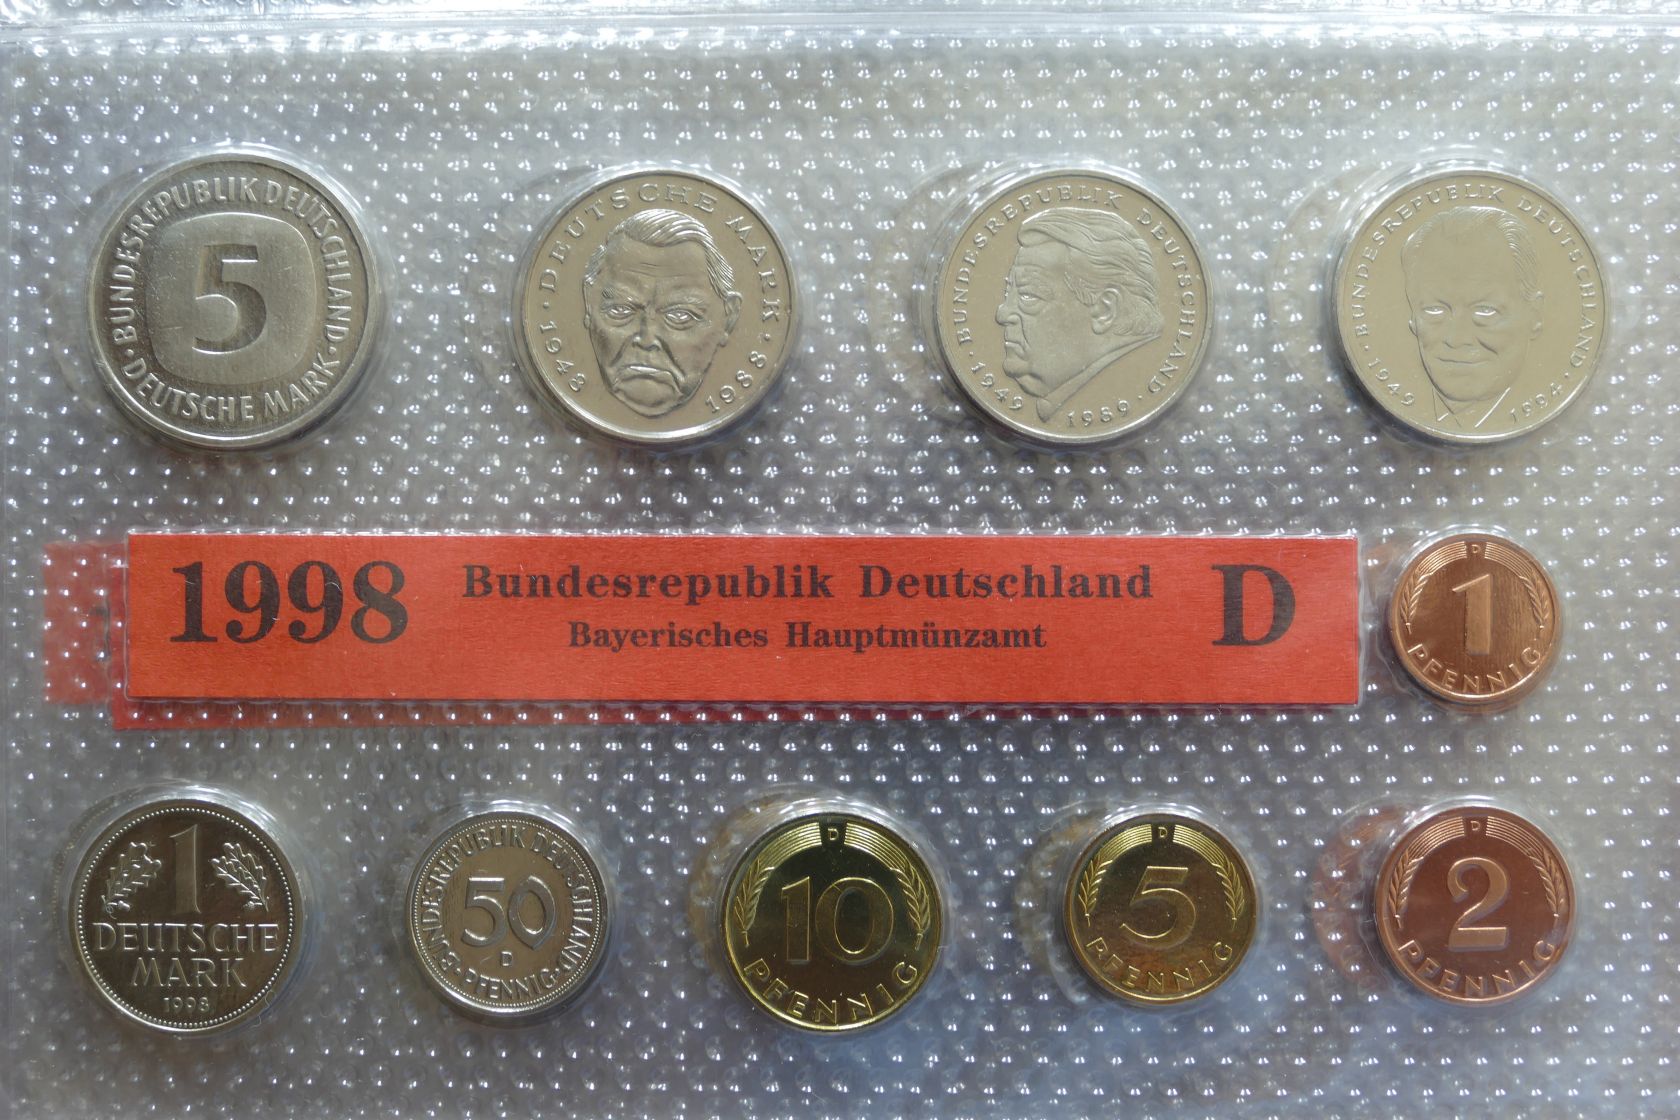 BUNDESREPUBLIK DEUTSCHLAND
5
· DEUTSCHE MARK ·
· DEUTSCHE MARK ·
1948 1988
BUNDESREPUBLIK DEUTSCHLAND
· 1949 · 1989 ·
BUNDESREPUBLIK DEUTSCHLAND
· 1949 1994 ·
1998 Bundesrepublik Deutschland D
Bayerisches Hauptmünzamt
D
1
PFENNIG
1
DEUTSCHE
MARK
1998
BUNDESREPUBLIK DEUTSCHLAND
50
D
· PFENNIG ·
D
10
PFENNIG
D
5
PFENNIG
D
2
PFENNIG